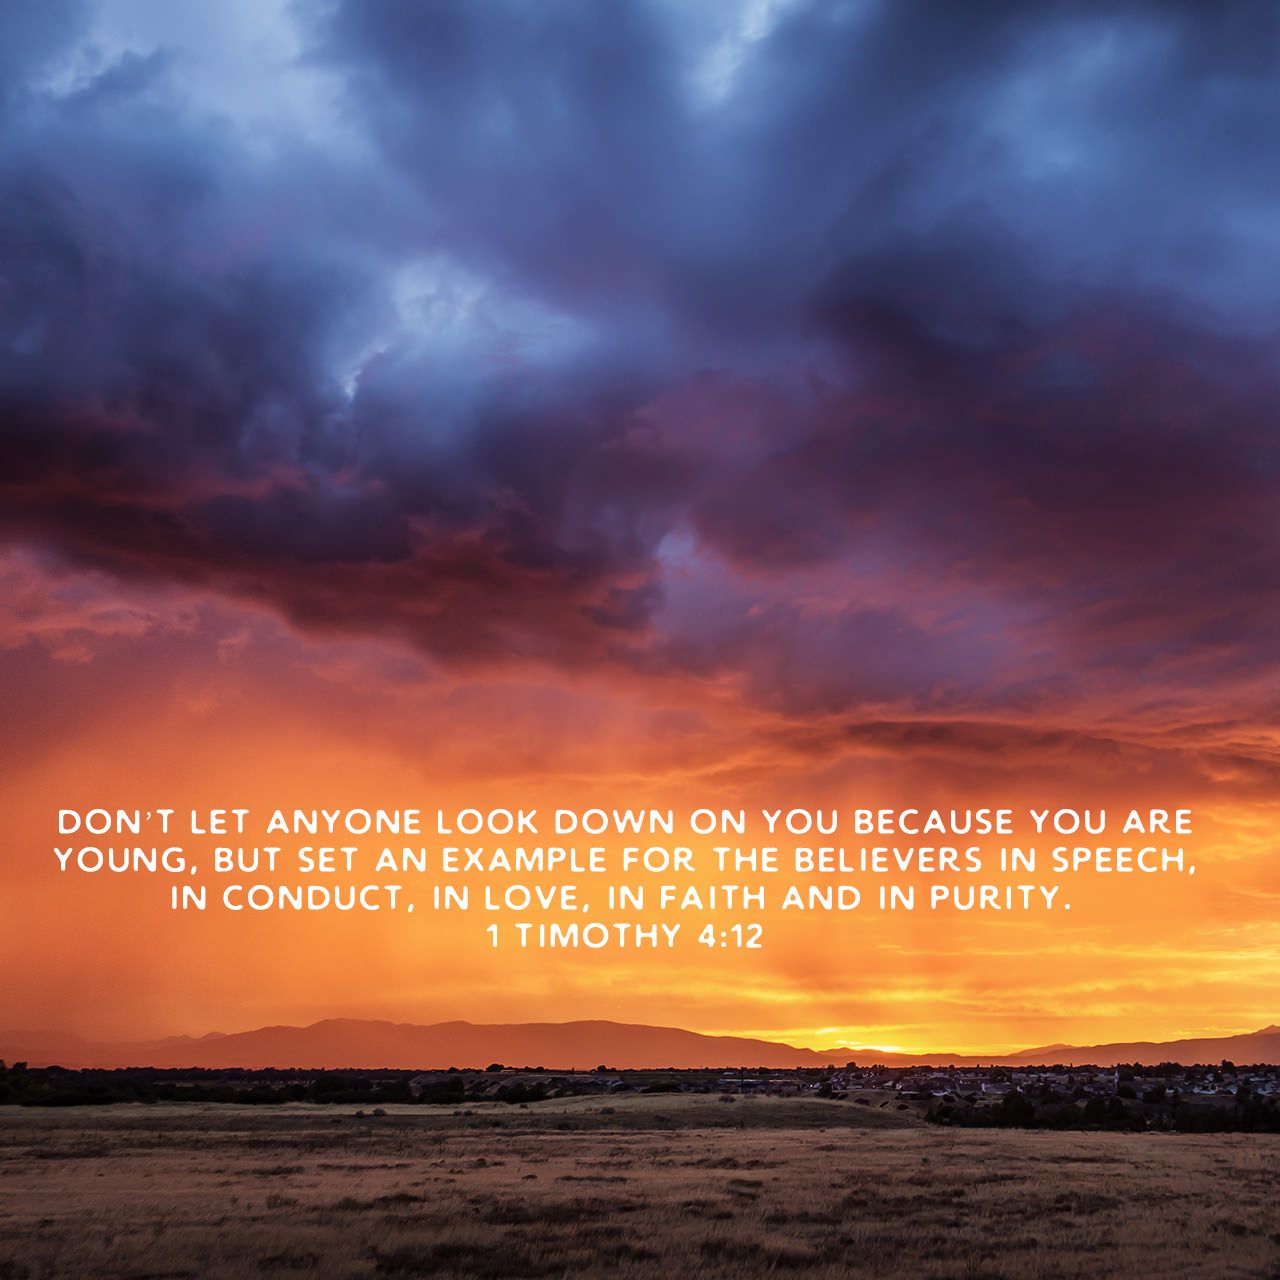 DON'T LET ANYONE LOOK DOWN ON YOU BECAUSE YOU ARE
YOUNG, BUT SET AN EXAMPLE FOR THE BELIEVERS IN SPEECH,
IN CONDUCT, IN LOVE, IN FAITH AND IN PURITY.
1 TIMOTHY 4:12